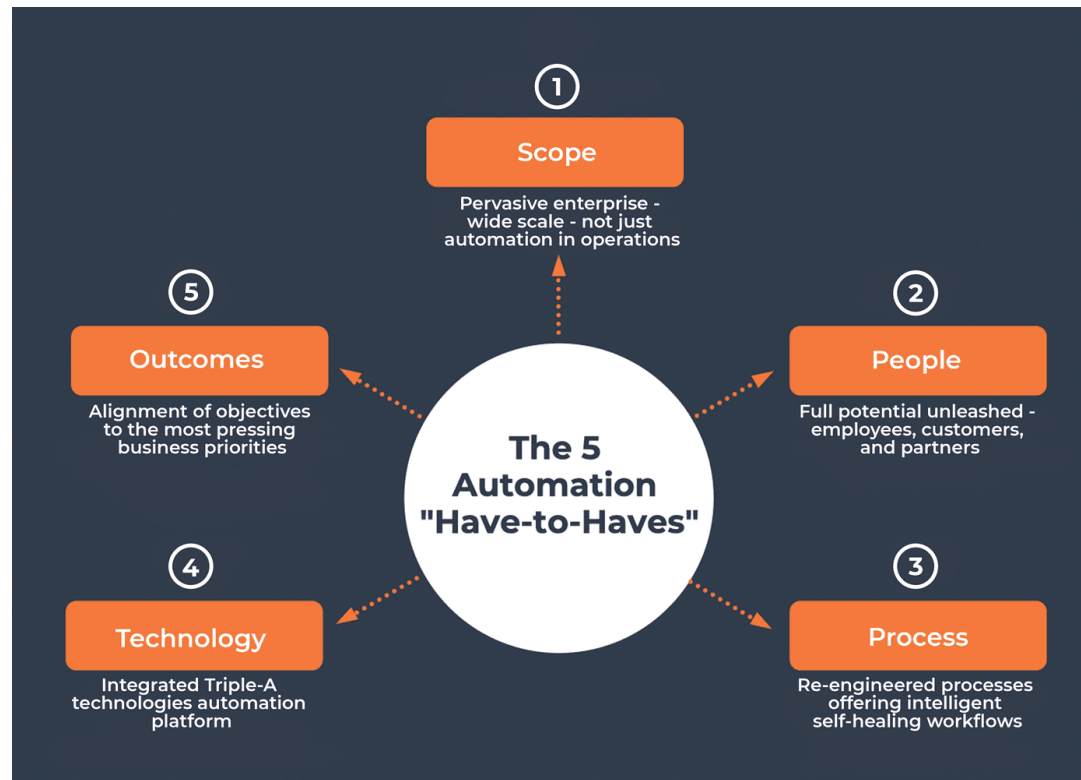 1
Scope
Pervasive enterprise -
wide scale - not just
automation in operations
5
Outcomes
Alignment of objectives
to the most pressing
business priorities
2
People
Full potential unleashed -
employees, customers,
and partners
The 5
Automation
"Have-to-Haves"
4
Technology
Integrated Triple-A
technologies automation
platform
3
Process
Re-engineered processes
offering intelligent
self-healing workflows